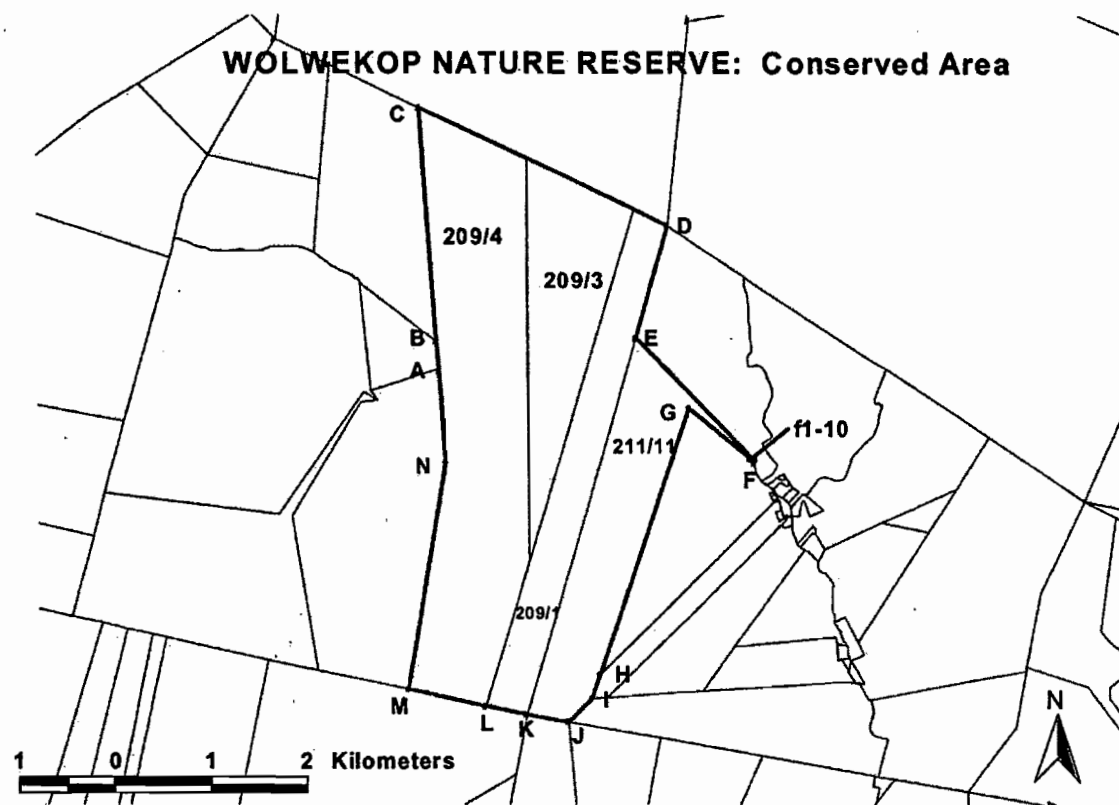 WOLWEKOP NATURE RESERVE: Conserved Area
C
D
209/4
209/3
B
E
A
G
f1-10
211/11
N
F
209/1
H
I
M
L
K
J
N
1 0 1 2 Kilometers